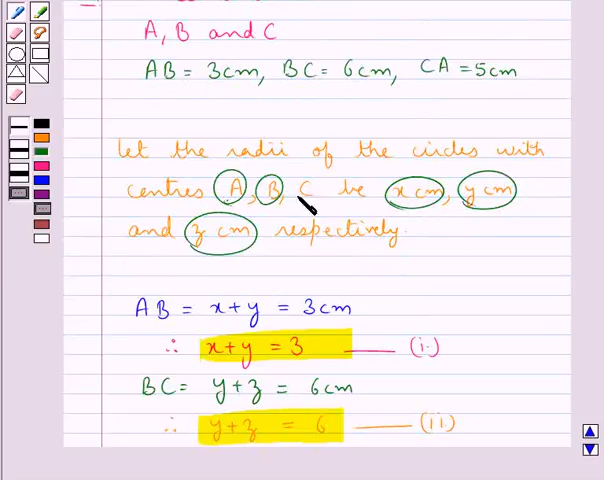 A, B and C
AB = 3cm, BC = 6cm, CA = 5cm
let the radii of the circles with
centres A, B, C be x cm, y cm
and z cm respectively.
AB = x+y = 3cm
∴ x+y = 3 —— (i.)
BC = y+z = 6cm
∴ y+z = 6 —— (ii)